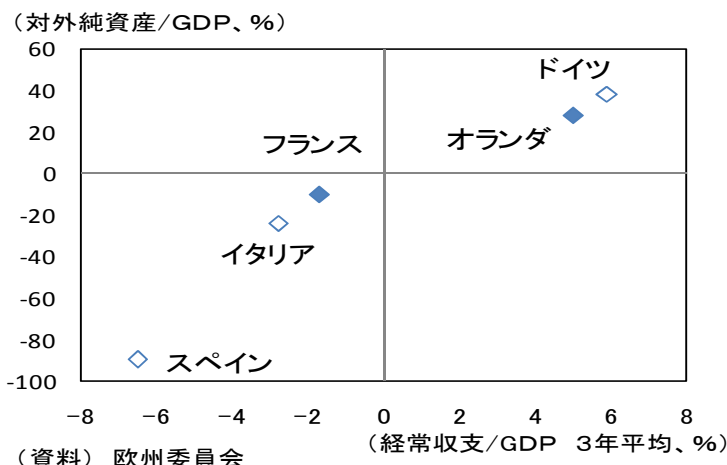 (対外純資産/GDP、%)
60
ドイツ
40
オランダ
20
フランス
0
-20
イタリア
-40
-60
-80
スペイン
-100
-8 -6 -4 -2 0 2 4 6 8
(経常収支/GDP 3年平均、%)
(資料) 欧州委員会